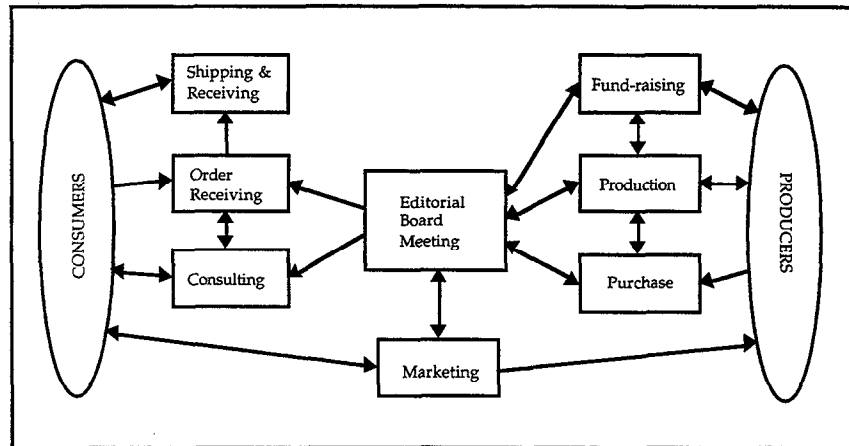 CONSUMERS
Shipping &
Receiving
Order
Receiving
Consulting
Editorial
Board
Meeting
Marketing
Fund-raising
Production
Purchase
PRODUCERS